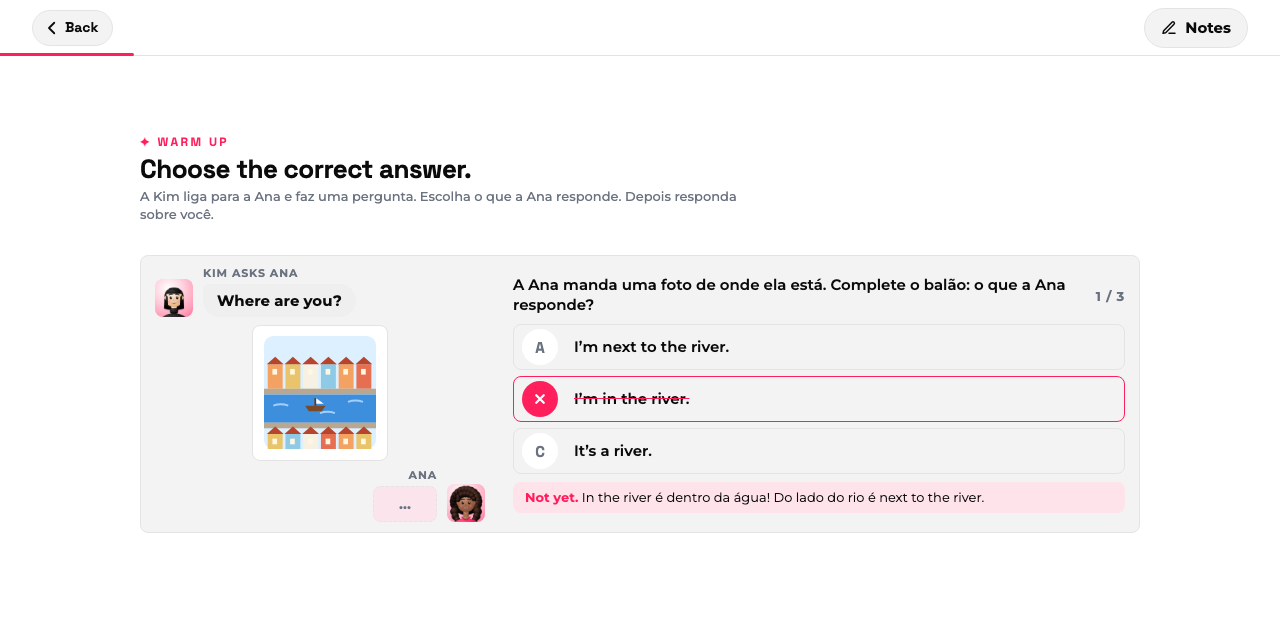 Back
Notes
WARM UP
Choose the correct answer.
A Kim liga para a Ana e faz uma pergunta. Escolha o que a Ana responde. Depois responda
sobre você.
KIM ASKS ANA
Where are you?
ANA
...
A Ana manda uma foto de onde ela está. Complete o balão: o que a Ana
responde?
1 / 3
A I’m next to the river.
I’m in the river.
C It’s a river.
Not yet. In the river é dentro da água! Do lado do rio é next to the river.